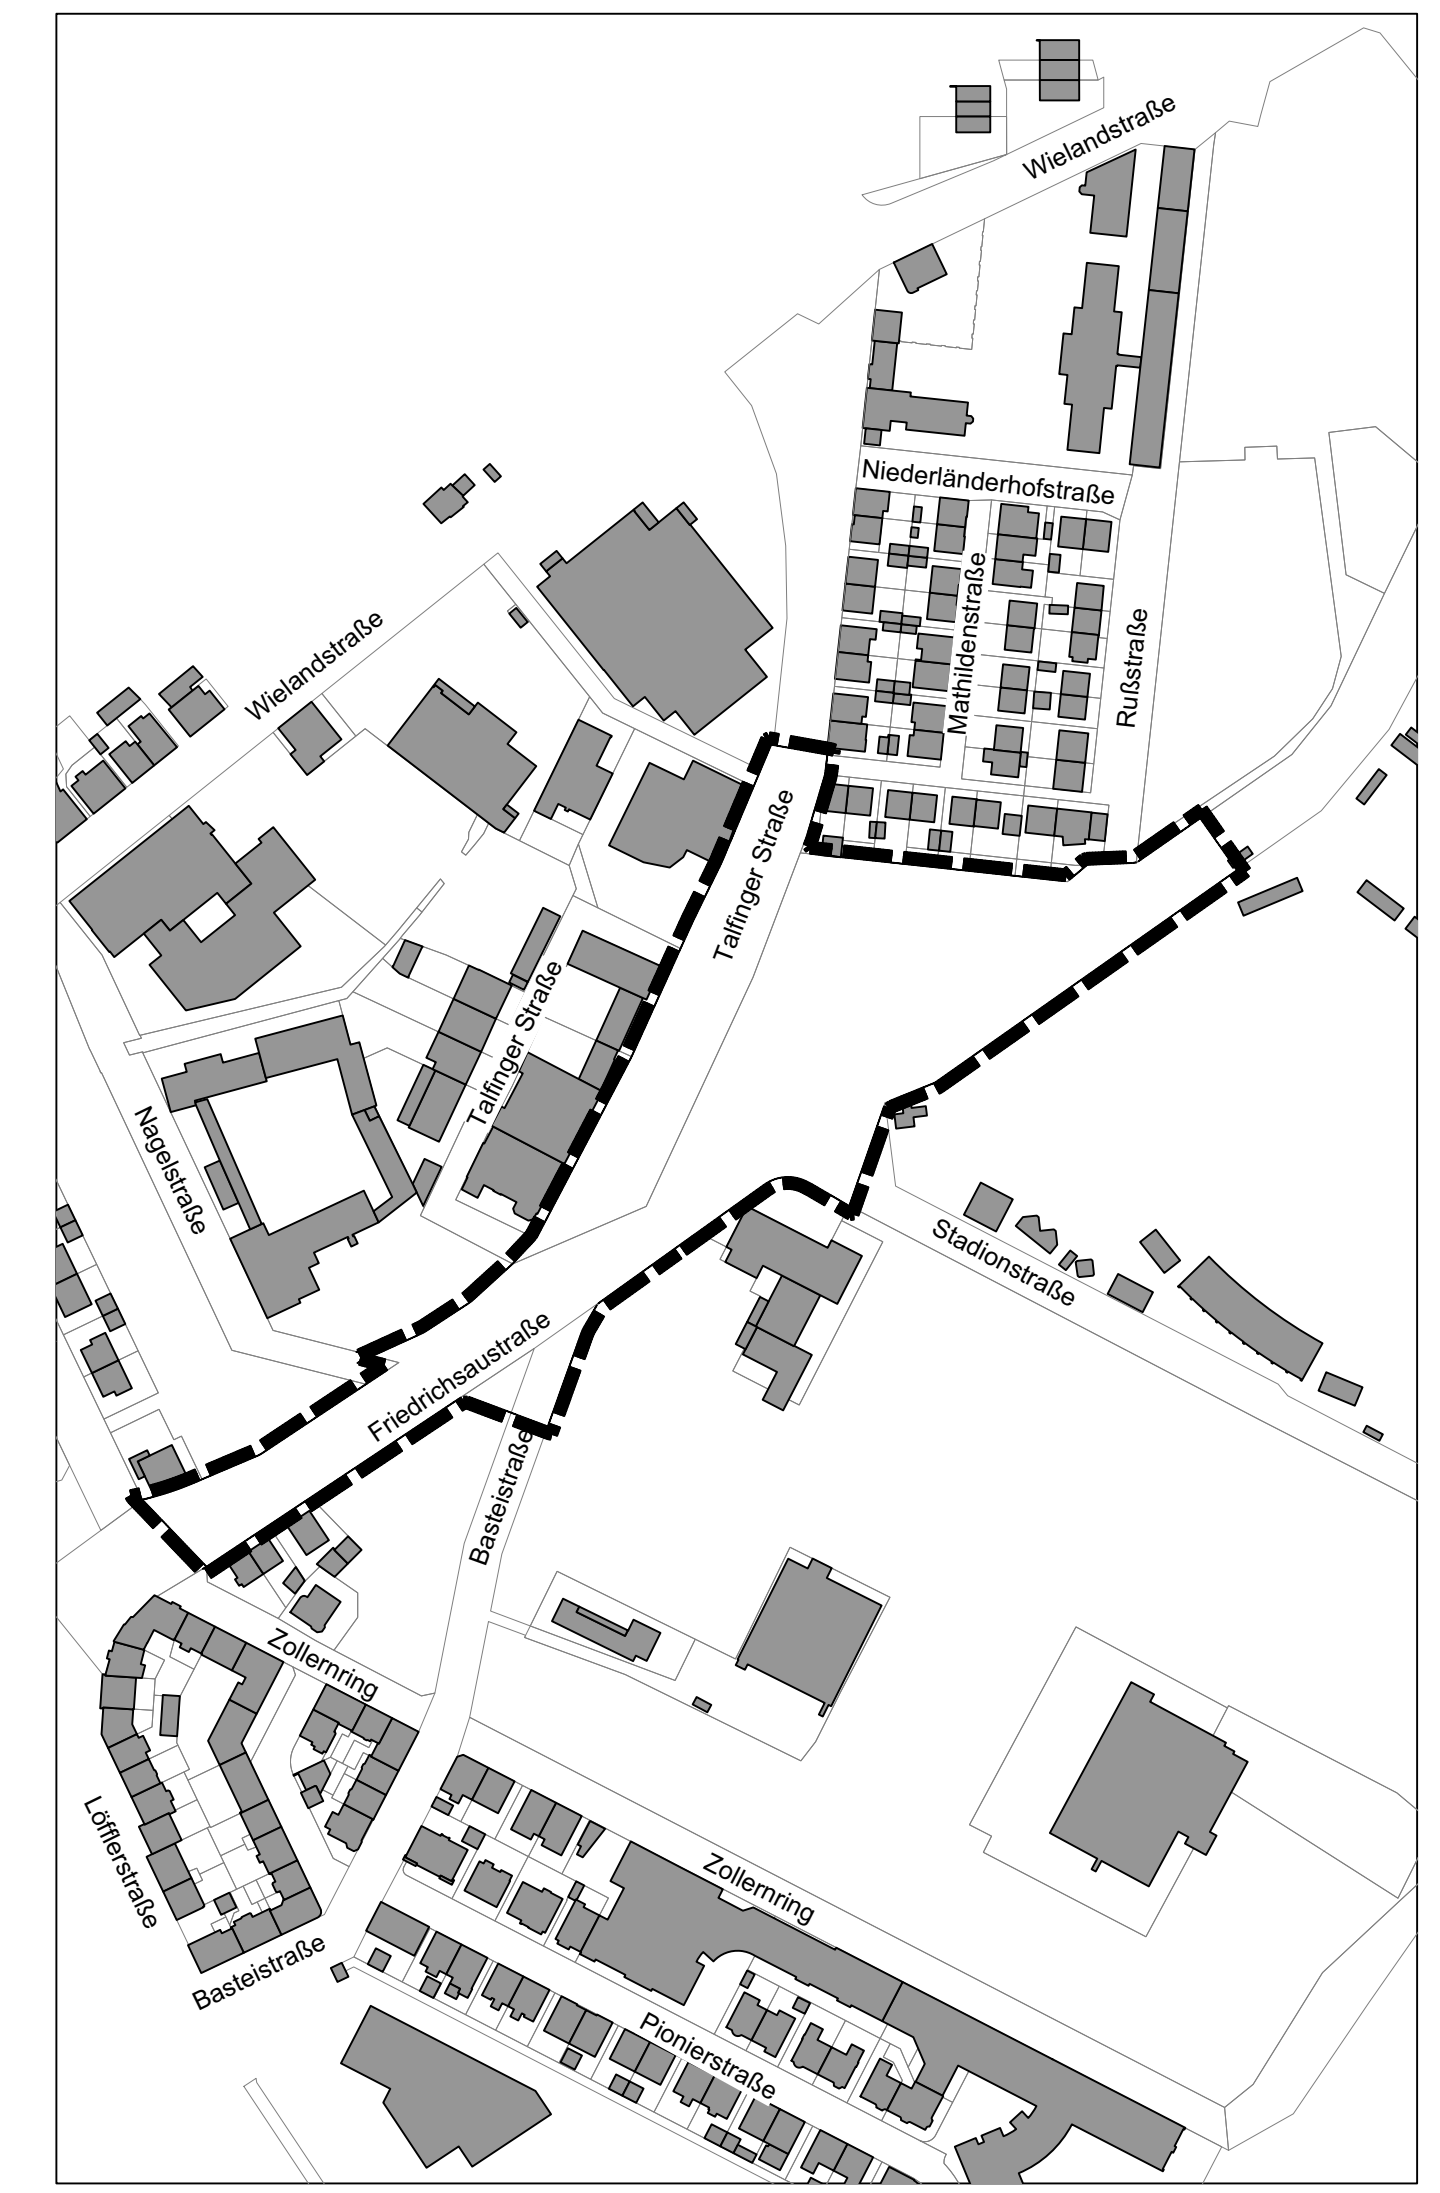 Wielandstraße
Niederländerhofstraße
Mathildenstraße
Rußstraße
Wielandstraße
Talfinger Straße
Talfinger Straße
Nagelstraße
Stadionstraße
Friedrichsaustraße
Basteistraße
Zollernring
Löfflerstraße
Zollernring
Basteistraße
Pionierstraße